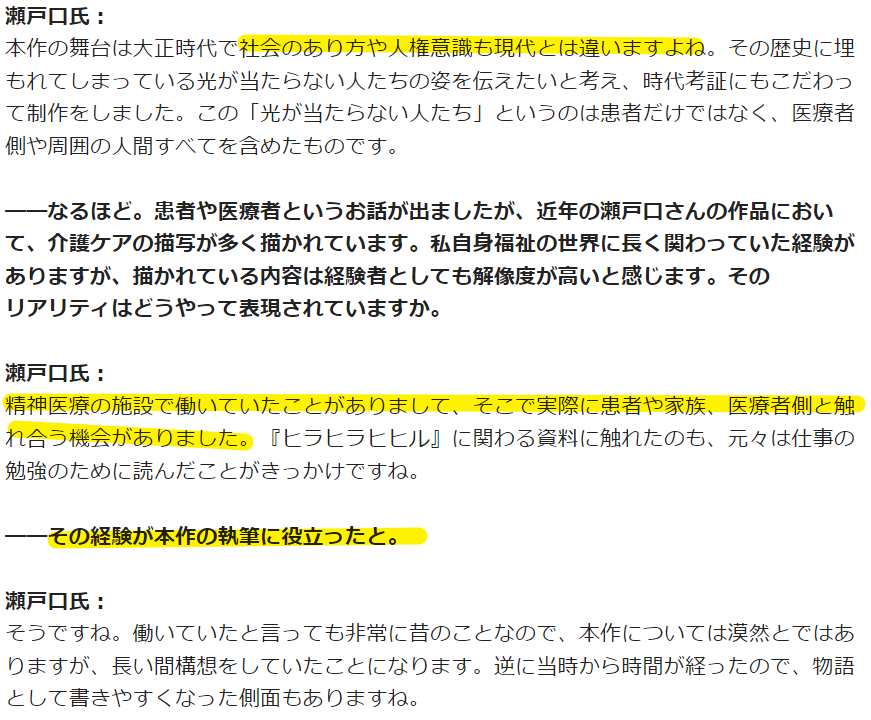 瀬戸口氏：
本作の舞台は大正時代で社会のあり方や人権意識も現代とは違いますよね。その歴史に埋
もれてしまっている光が当たらない人たちの姿を伝えたいと考え、時代考証にもこだわっ
て制作をしました。この「光が当たらない人たち」というのは患者だけではなく、医療者
側や周囲の人間すべてを含めたものです。
――なるほど。患者や医療者というお話が出ましたが、近年の瀬戸口さんの作品におい
て、介護ケアの描写が多く描かれています。私自身福祉の世界に長く関わっていた経験が
ありますが、描かれている内容は経験者としても解像度が高いと感じます。その
リアリティはどうやって表現されていますか。
瀬戸口氏：
精神医療の施設で働いていたことがありまして、そこで実際に患者や家族、医療者側と触
れ合う機会がありました。『ヒラヒラヒヒル』に関わる資料に触れたのも、元々は仕事の
勉強のために読んだことがきっかけですね。
――その経験が本作の執筆に役立ったと。
瀬戸口氏：
そうですね。働いていたと言っても非常に昔のことなので、本作については漠然とではあ
りますが、長い間構想をしていたことになります。逆に当時から時間が経ったので、物語
として書きやすくなった側面もありますね。